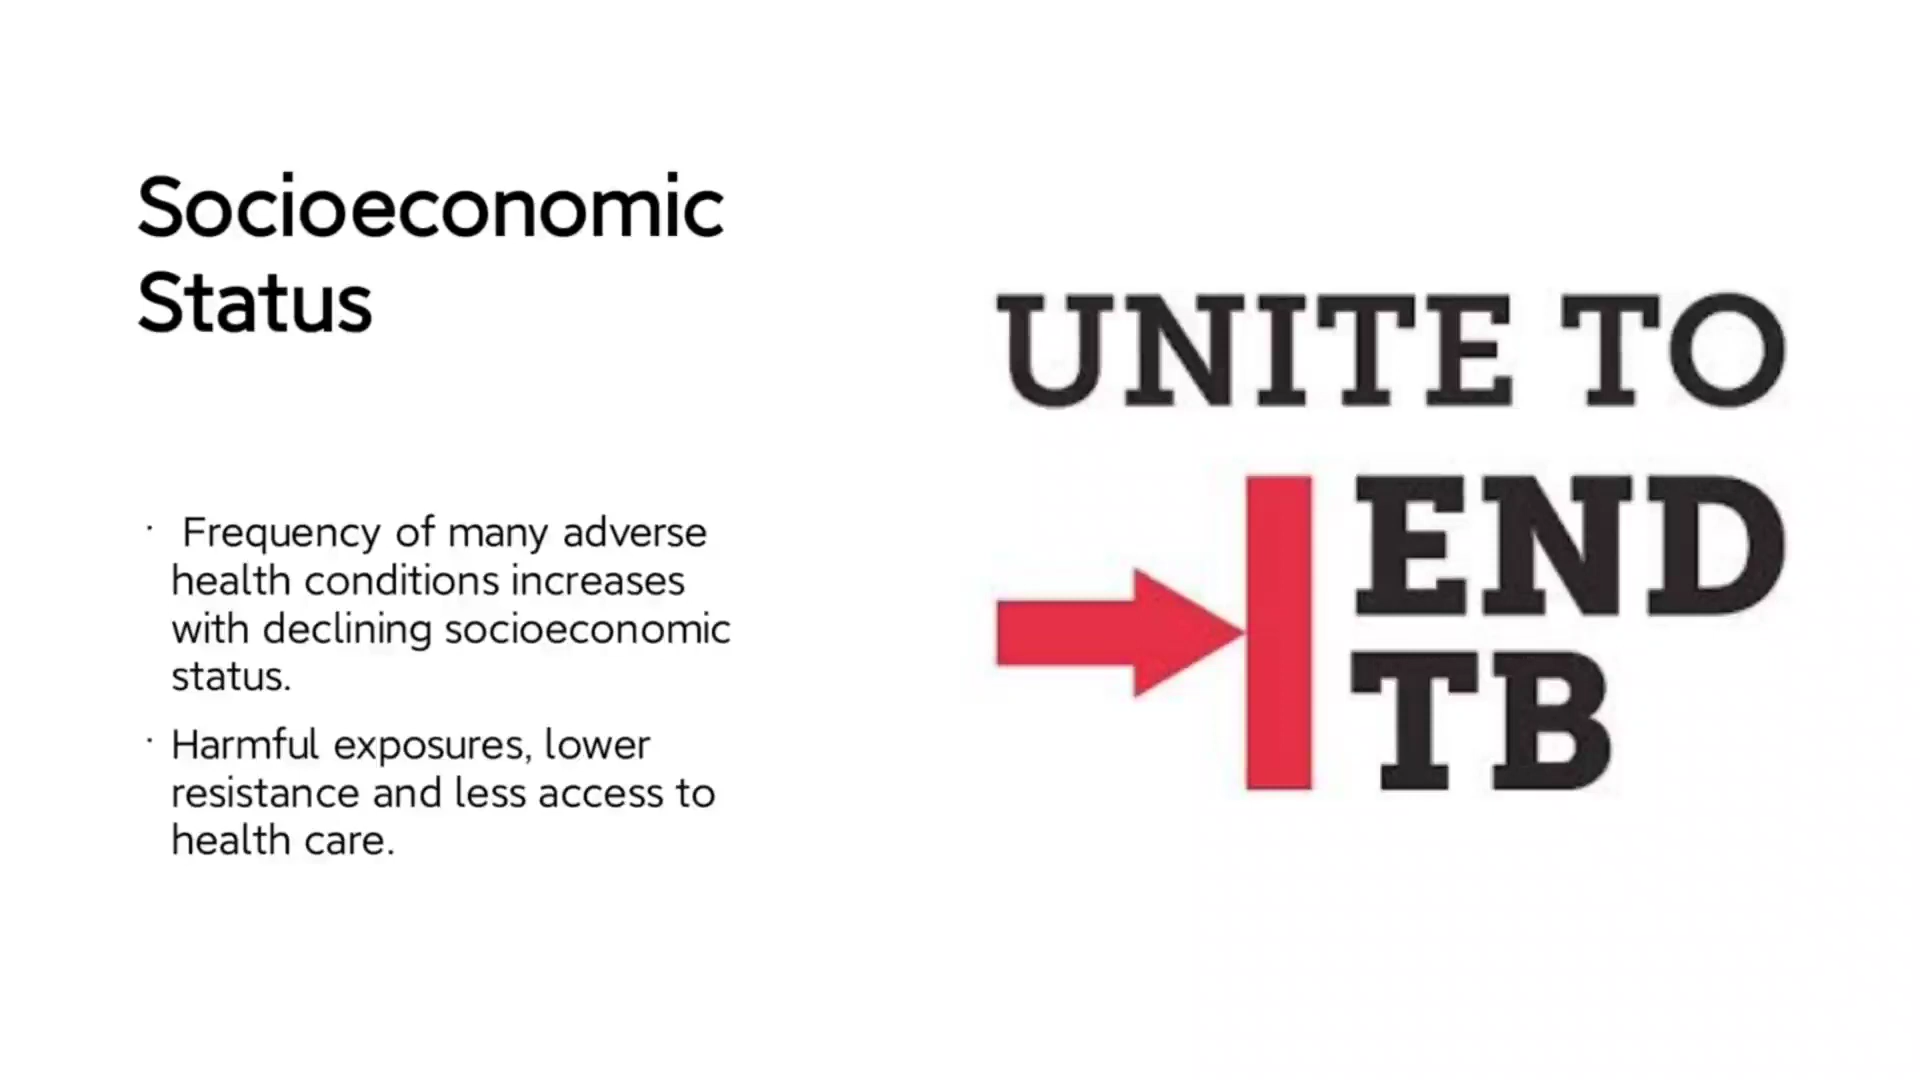 Socioeconomic
Status
· Frequency of many adverse
health conditions increases
with declining socioeconomic
status.
· Harmful exposures, lower
resistance and less access to
health care.
UNITE TO
END
TB